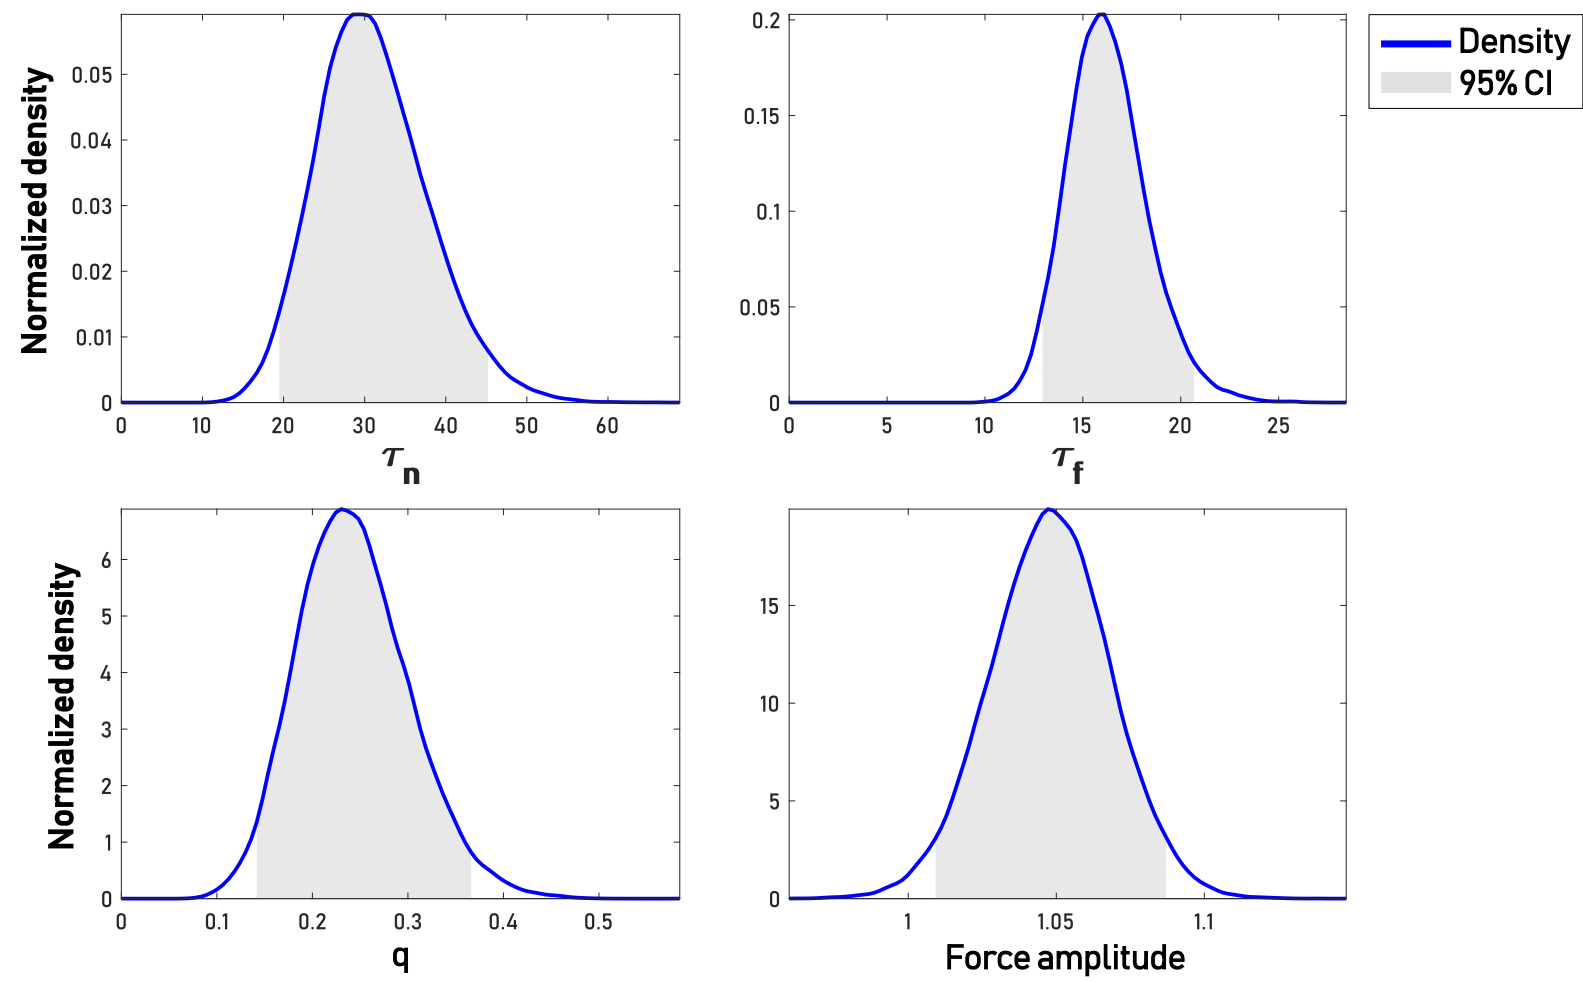 Normalized density
0.05
0.04
0.03
0.02
0.01
0
0 10 20 30 40 50 60
τn
0.2
0.15
0.1
0.05
0
0 5 10 15 20 25
τf
Density
95% CI
Normalized density
6
5
4
3
2
1
0
0 0.1 0.2 0.3 0.4 0.5
q
15
10
5
0
1 1.05 1.1
Force amplitude